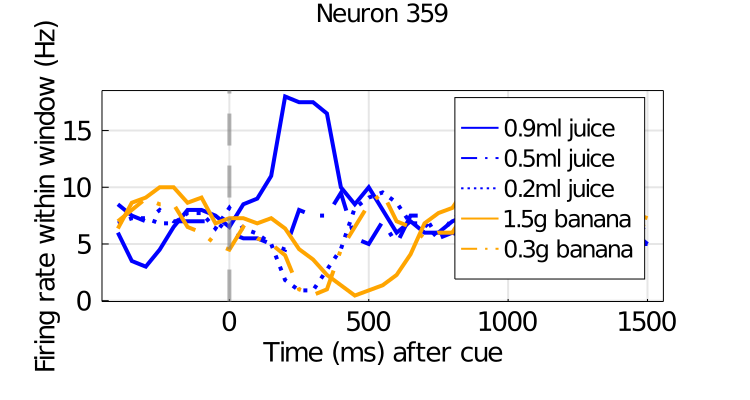 Neuron 359
Firing rate within window (Hz)
15
10
5
0
0.9ml juice
0.5ml juice
0.2ml juice
1.5g banana
0.3g banana
0 500 1000 1500
Time (ms) after cue